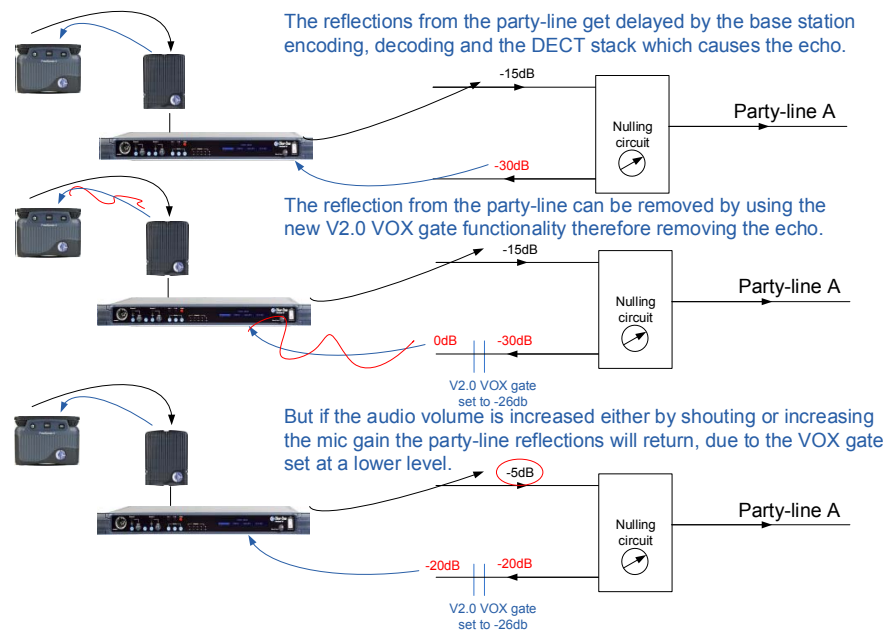 The reflections from the party-line get delayed by the base station
encoding, decoding and the DECT stack which causes the echo.
-15dB
Party-line A
Nulling
circuit
-30dB
The reflection from the party-line can be removed by using the
new V2.0 VOX gate functionality therefore removing the echo.
-15dB
Party-line A
Nulling
circuit
0dB
-30dB
V2.0 VOX gate
set to -26db
But if the audio volume is increased either by shouting or increasing
the mic gain the party-line reflections will return, due to the VOX gate
set at a lower level.
-5dB
Party-line A
Nulling
circuit
-20dB
-20dB
V2.0 VOX gate
set to -26db